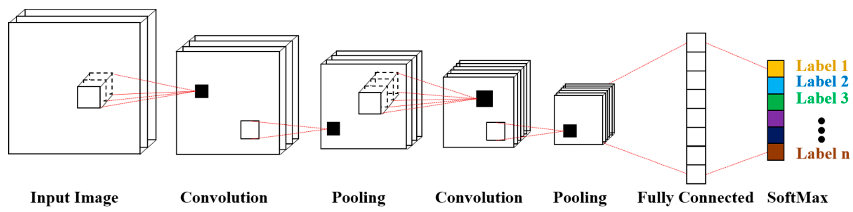 Label 1
Label 2
Label 3
Label n
Input Image
Convolution
Pooling
Convolution
Pooling
Fully Connected
SoftMax